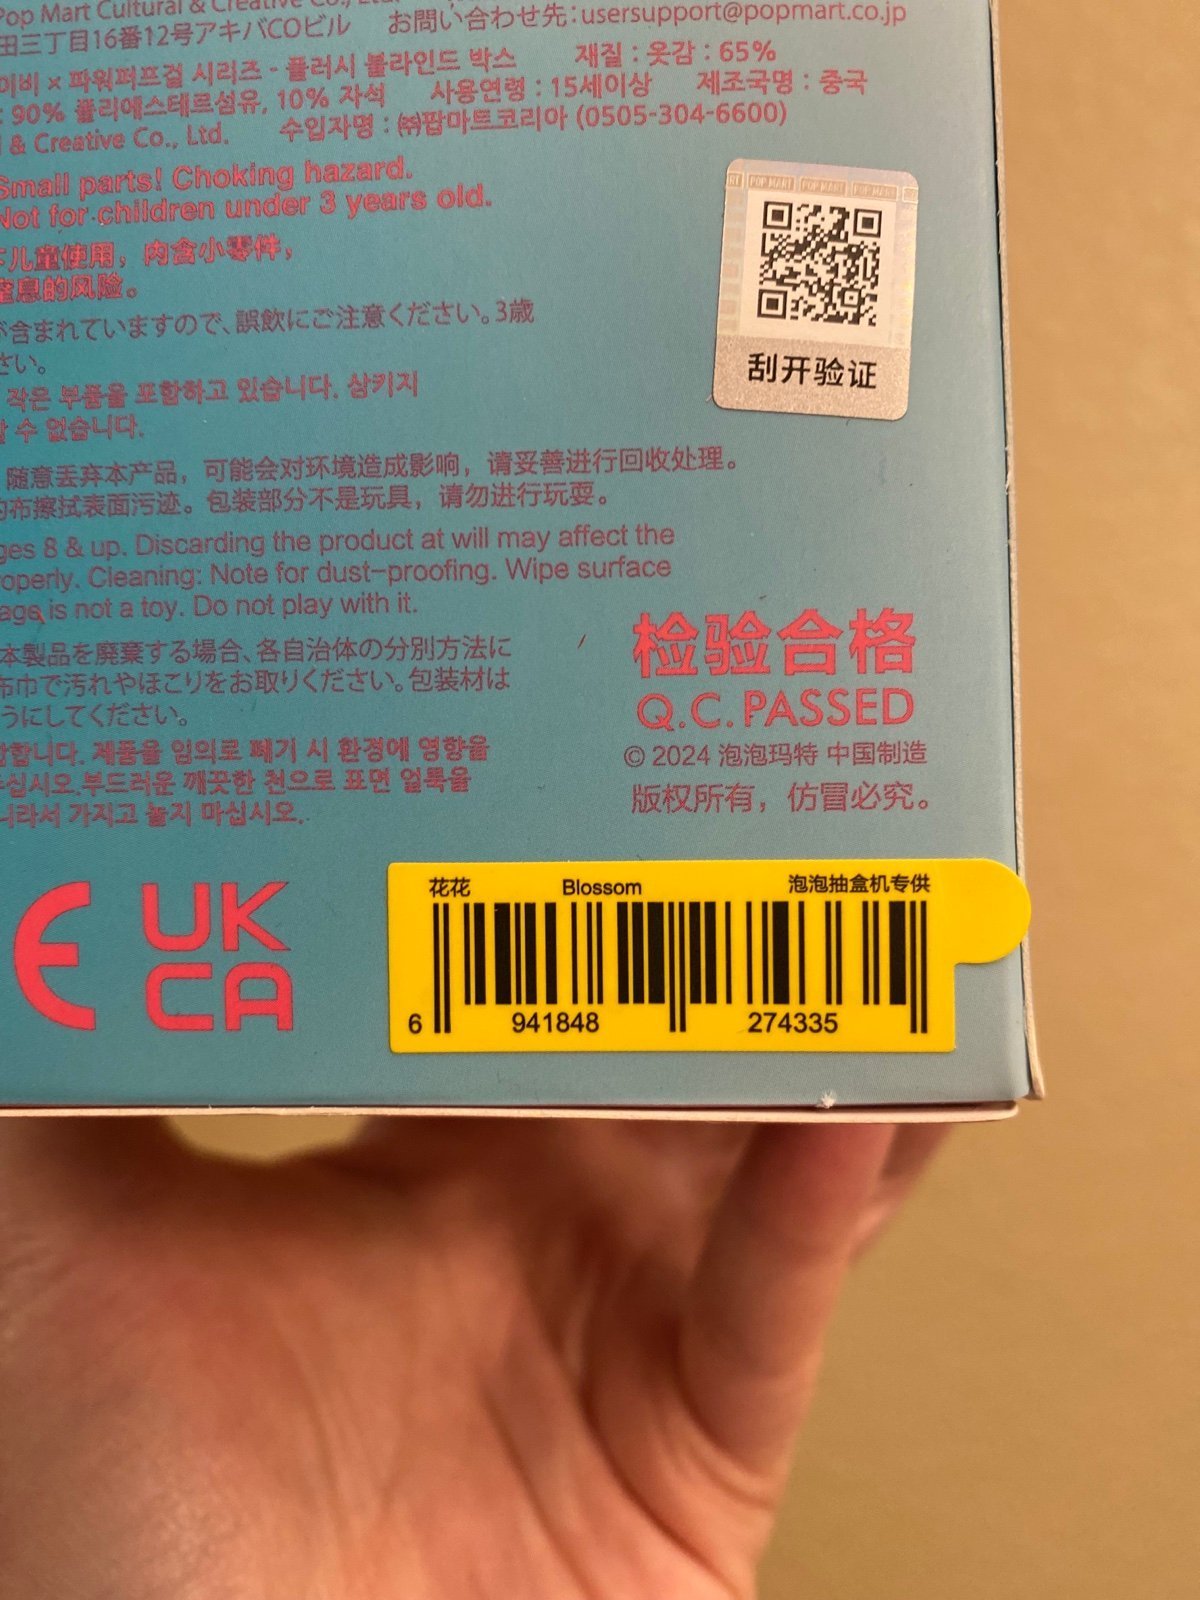 Pop Mart Cultural & Creative Co., Ltd.
田三丁目16番12号アキバCOビル お問い合わせ先:usersupport@popmart.co.jp
이비 × 파워퍼프걸 시리즈 - 플러시 블라인드 박스 재질 : 옷감 : 65%
: 90% 폴리에스테르섬유, 10% 자석 사용연령 : 15세이상 제조국명 : 중국
& Creative Co., Ltd. 수입자명 : ㈜팝마트코리아 (0505-304-6600)
Small parts! Choking hazard.
Not for children under 3 years old.
下儿童使用，内含小零件，
窒息的风险。
が含まれていますので、誤飲にご注意ください。3歳
さい。
작은 부품을 포함하고 있습니다. 삼키지
할 수 없습니다.
随意丢弃本产品，可能会对环境造成影响，请妥善进行回收处理。
的布擦拭表面污迹。包装部分不是玩具，请勿进行玩耍。
ges 8 & up. Discarding the product at will may affect the
roperly. Cleaning: Note for dust-proofing. Wipe surface
age is not a toy. Do not play with it.
本製品を廃棄する場合、各自治体の分別方法に
布巾で汚れやほこりをお取りください。包装材は
うにしてください。
합합니다. 제품을 임의로 폐기 시 환경에 영향을
십시오.부드러운 깨끗한 천으로 표면 얼룩을
니라서 가지고 놀지 마십시오.
POP MART POP MART POP MART
刮开验证
检验合格
Q.C.PASSED
© 2024 泡泡玛特 中国制造
版权所有，仿冒必究。
CE UK
CA
花花 Blossom 泡泡抽盒机专供
6 941848 274335